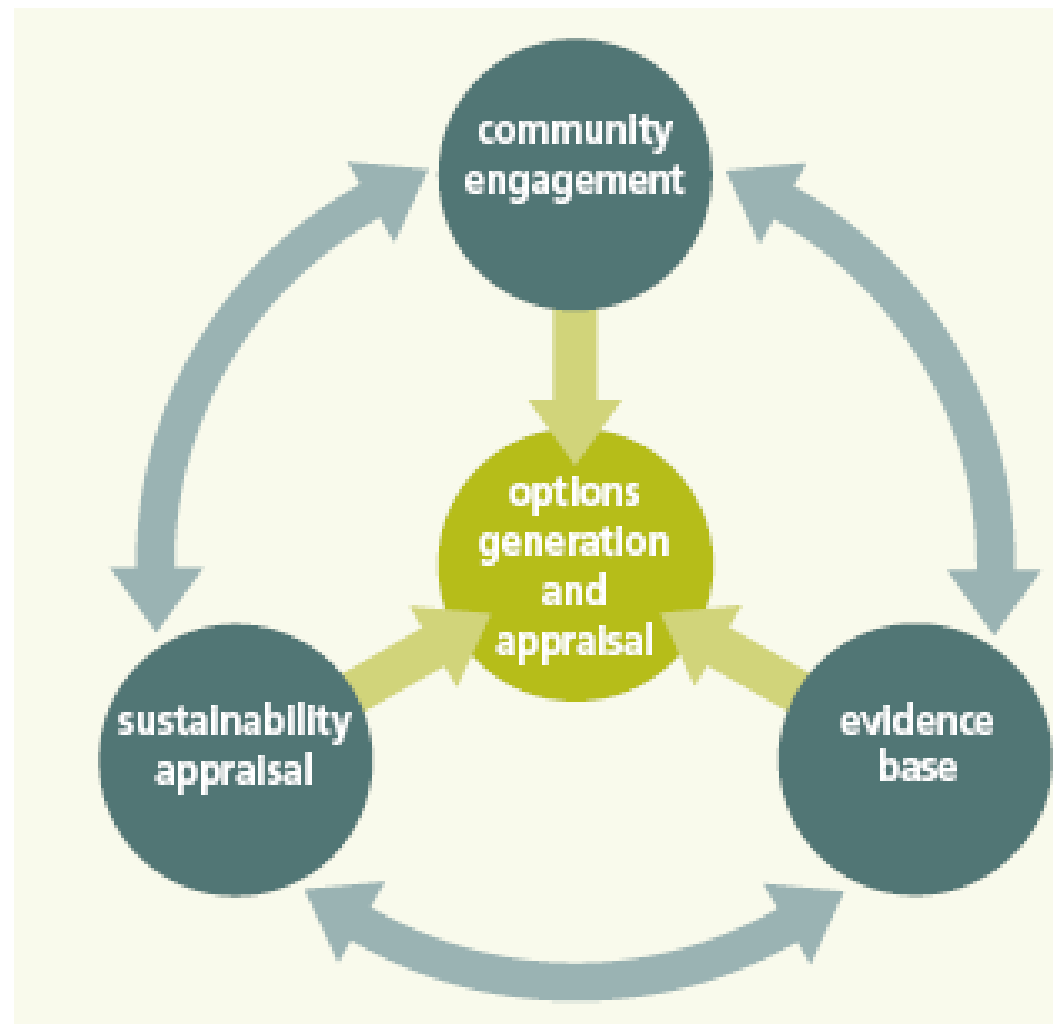 community
engagement
options
generation
and
appraisal
sustainability
appraisal
evidence
base